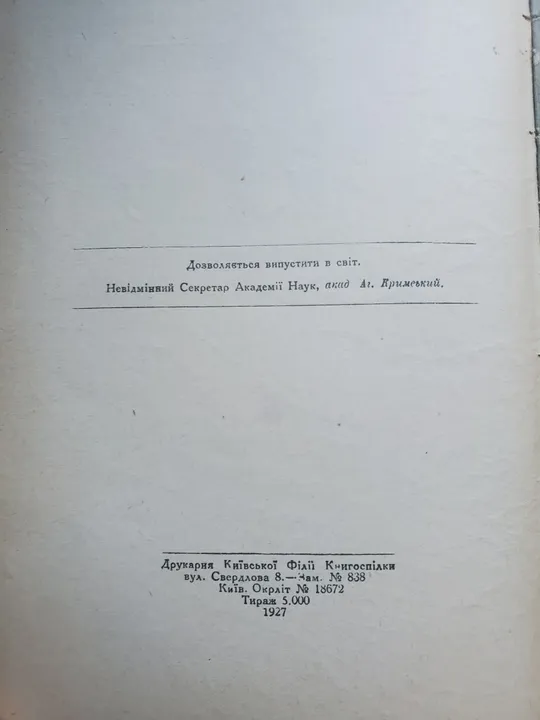 Дозволяється випустити в світ.
Невідмінний Секретар Академії Наук, акад Аг. Кримський.
Друкарня Київської Філії Книгоспілки
вул. Свердлова 8.—Зам. № 838
Київ. Окрліт № 18672
Тираж 5.000
1927